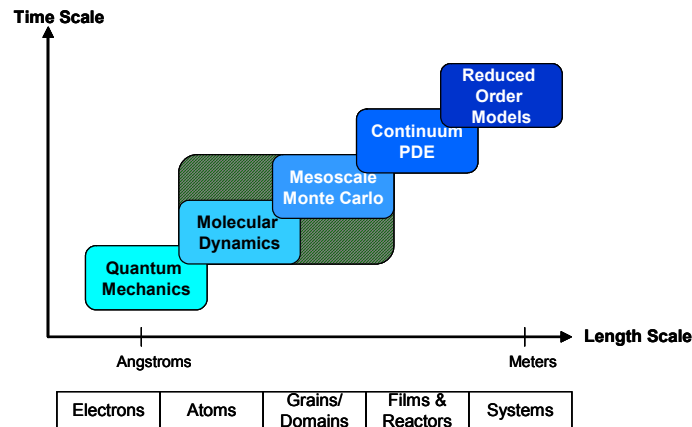 Time Scale
Reduced
Order
Models
Continuum
PDE
Mesoscale
Monte Carlo
Molecular
Dynamics
Quantum
Mechanics
Length Scale
Angstroms
Meters
Electrons
Atoms
Grains/
Domains
Films &
Reactors
Systems